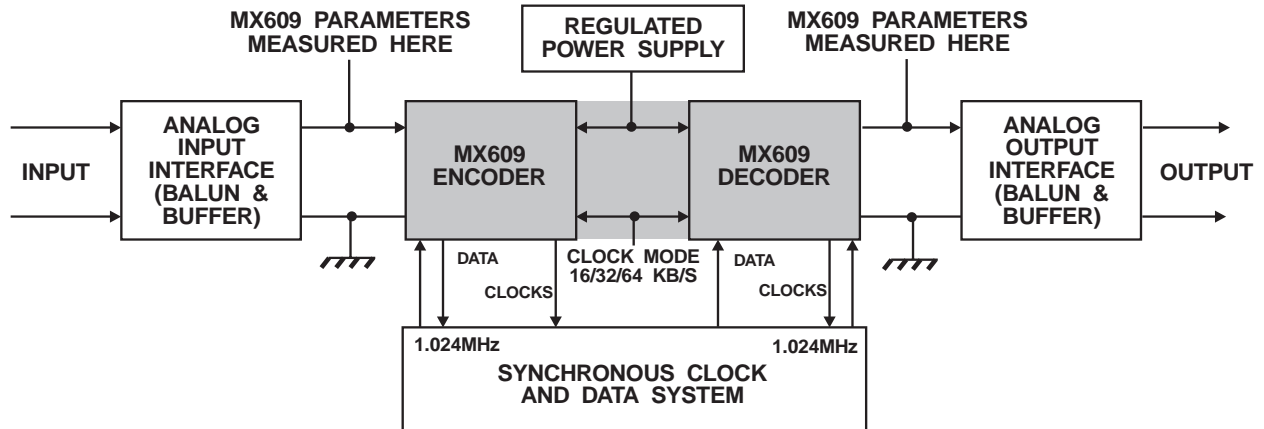 MX609 PARAMETERS
MEASURED HERE
REGULATED
POWER SUPPLY
MX609 PARAMETERS
MEASURED HERE
INPUT
ANALOG
INPUT
INTERFACE
(BALUN &
BUFFER)
MX609
ENCODER
MX609
DECODER
ANALOG
OUTPUT
INTERFACE
(BALUN &
BUFFER)
OUTPUT
DATA
CLOCKS
CLOCK MODE
16/32/64 KB/S
DATA
CLOCKS
1.024MHz
1.024MHz
SYNCHRONOUS CLOCK
AND DATA SYSTEM